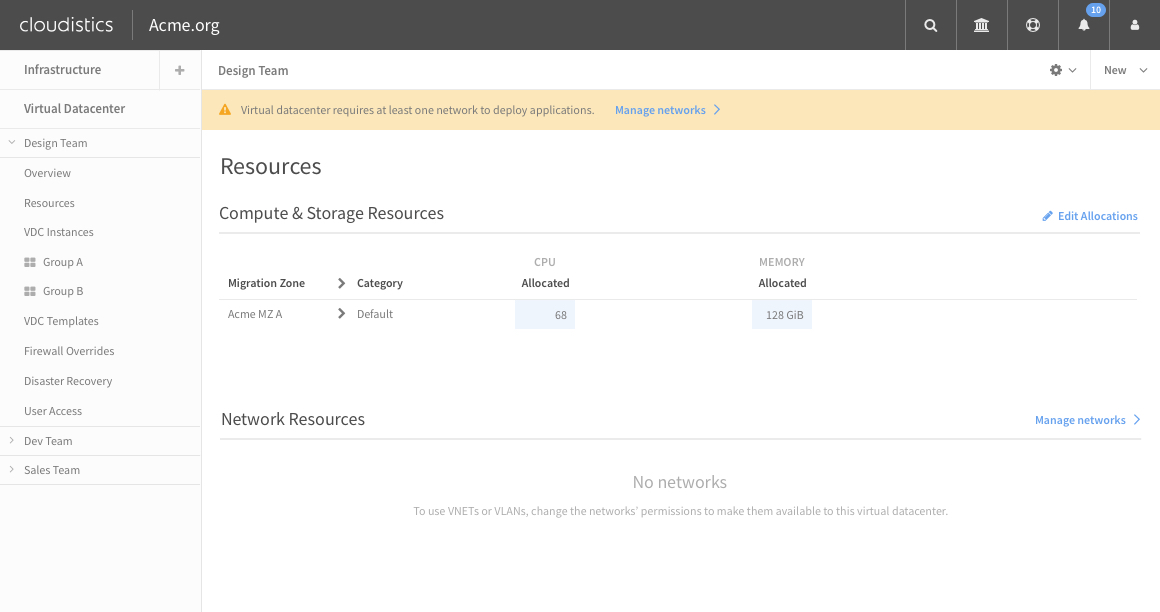 cloudistics
Acme.org
10
Infrastructure
Design Team
New
Virtual Datacenter
Virtual datacenter requires at least one network to deploy applications. Manage networks
Design Team
Overview
Resources
VDC Instances
Group A
Group B
VDC Templates
Firewall Overrides
Disaster Recovery
User Access
Dev Team
Sales Team
Resources
Compute & Storage Resources
Edit Allocations
CPU MEMORY
Migration Zone Category Allocated Allocated
Acme MZ A Default 68 128 GiB
Network Resources
Manage networks
No networks
To use VNETs or VLANs, change the networks' permissions to make them available to this virtual datacenter.